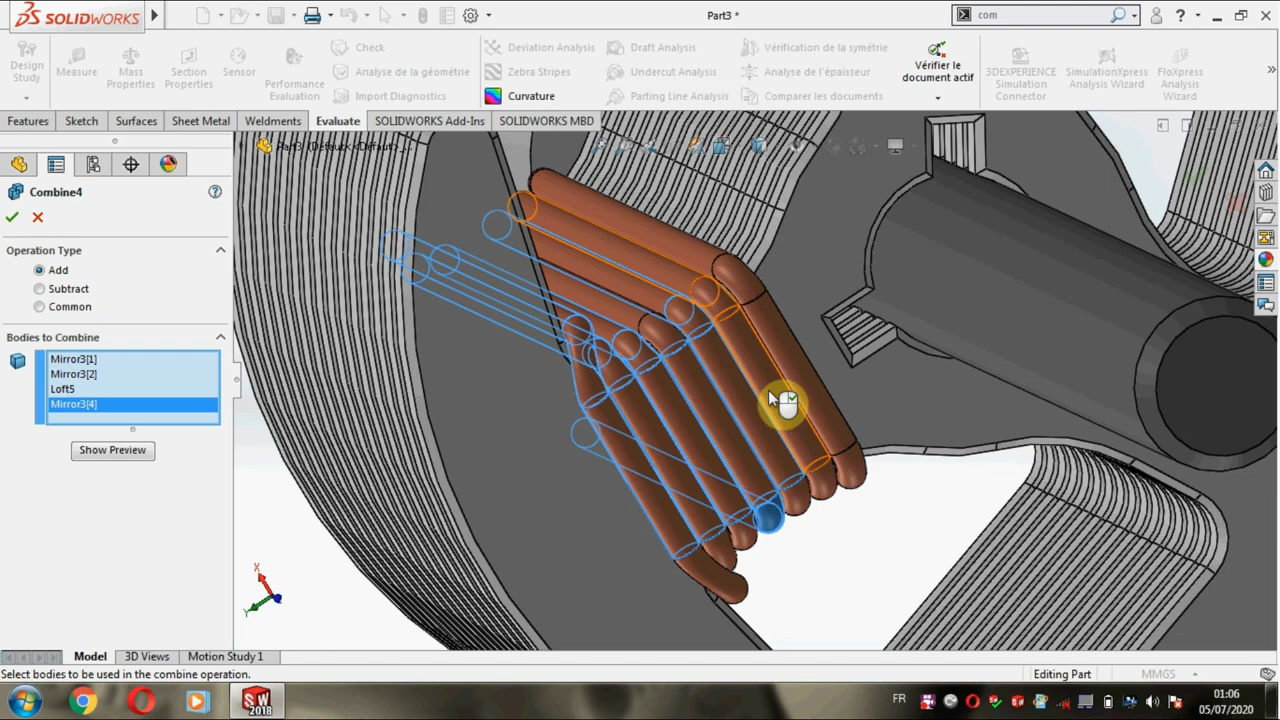 SOLIDWORKS
Part3 *
com
Design Study
Measure
Mass Properties
Section Properties
Sensor
Performance Evaluation
Check
Analyse de la géométrie
Import Diagnostics
Deviation Analysis
Zebra Stripes
Curvature
Draft Analysis
Undercut Analysis
Parting Line Analysis
Vérification de la symétrie
Analyse de l'épaisseur
Comparer les documents
Vérifier le document actif
3DEXPERIENCE Simulation Connector
SimulationXpress Analysis Wizard
FloXpress Analysis Wizard
Features
Sketch
Surfaces
Sheet Metal
Weldments
Evaluate
SOLIDWORKS Add-Ins
SOLIDWORKS MBD
Part3 (Défaut<<Défaut>_...
Combine4
Operation Type
Add
Subtract
Common
Bodies to Combine
Mirror3[1]
Mirror3[2]
Loft5
Mirror3[4]
Show Preview
X
Y
Model
3D Views
Motion Study 1
Select bodies to be used in the combine operation.
Editing Part
MMGS
SW 2018
FR
01:06
05/07/2020